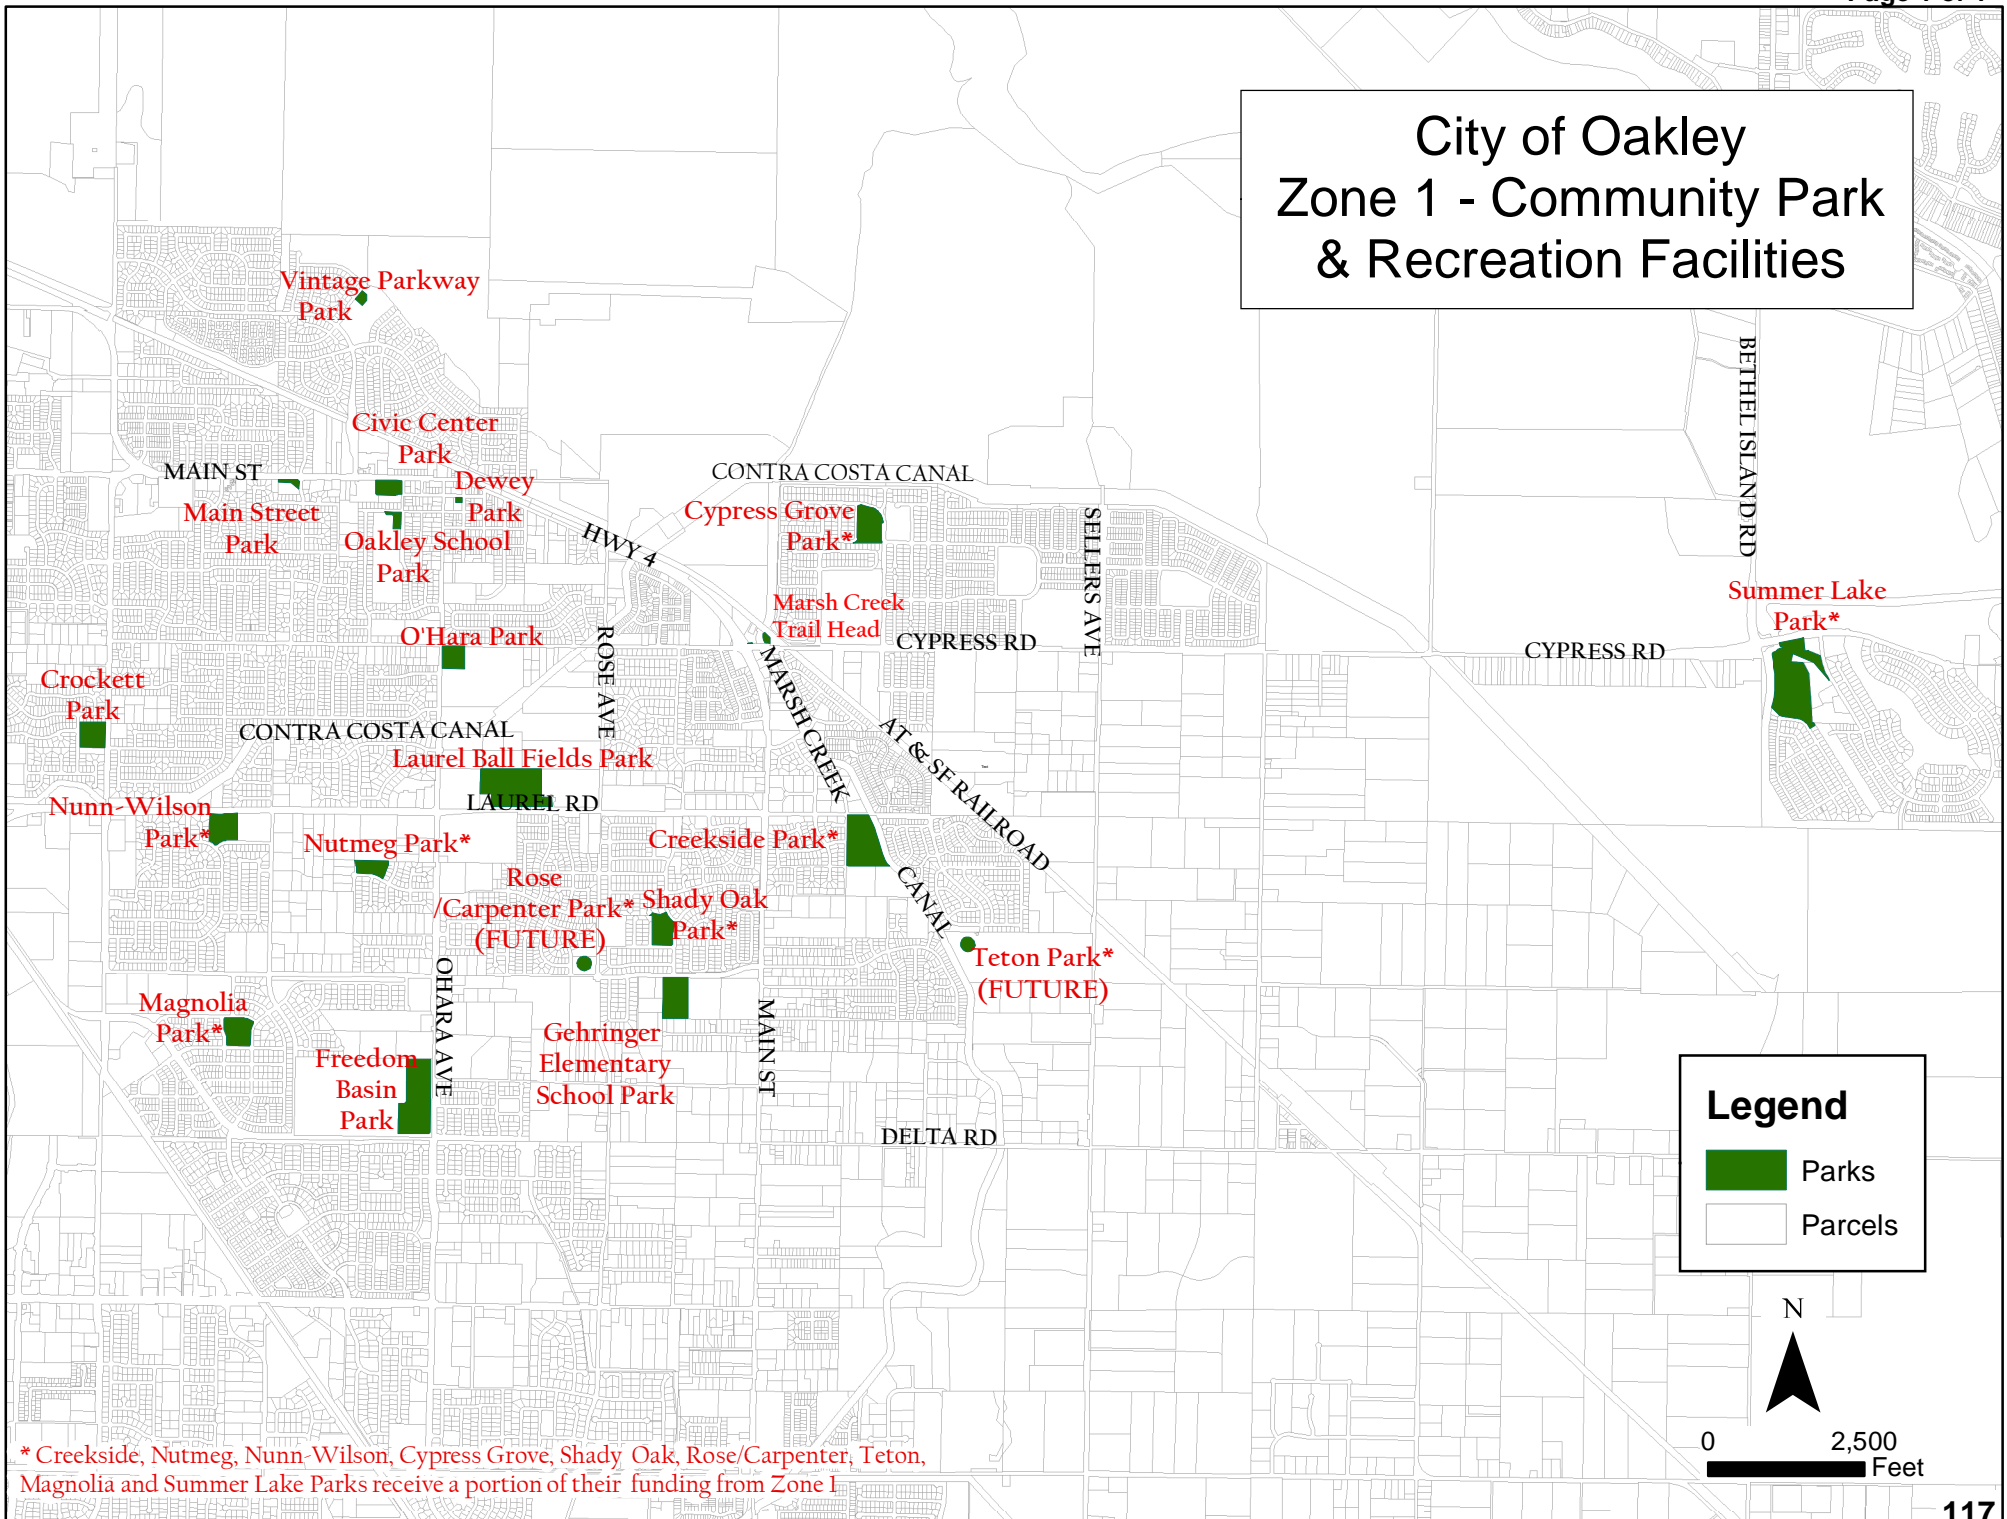 City of Oakley
Zone 1 - Community Park
& Recreation Facilities
Vintage Parkway
Park
Civic Center
Park
MAIN ST
Dewey
Park
CONTRA COSTA CANAL
Main Street
Park
Oakley School
Park
HWY 4
Cypress Grove
Park*
SELLERS AVE
BETHEL ISLAND RD
Marsh Creek
Trail Head
Summer Lake
Park*
O'Hara Park
ROSE AVE
CYPRESS RD
CYPRESS RD
Crockett
Park
MARSH CREEK
CONTRA COSTA CANAL
AT & SF RAILROAD
Laurel Ball Fields Park
LAUREL RD
Nunn-Wilson
Park*
Nutmeg Park*
Creekside Park*
CANAL
Rose
/Carpenter Park*
(FUTURE)
Shady Oak
Park*
Teton Park*
(FUTURE)
OHARA AVE
Magnolia
Park*
MAIN ST
Gehringer
Elementary
School Park
Freedom
Basin
Park
DELTA RD
Legend
Parks
Parcels
N
0 2,500
Feet
* Creekside, Nutmeg, Nunn-Wilson, Cypress Grove, Shady Oak, Rose/Carpenter, Teton,
Magnolia and Summer Lake Parks receive a portion of their funding from Zone 1
117